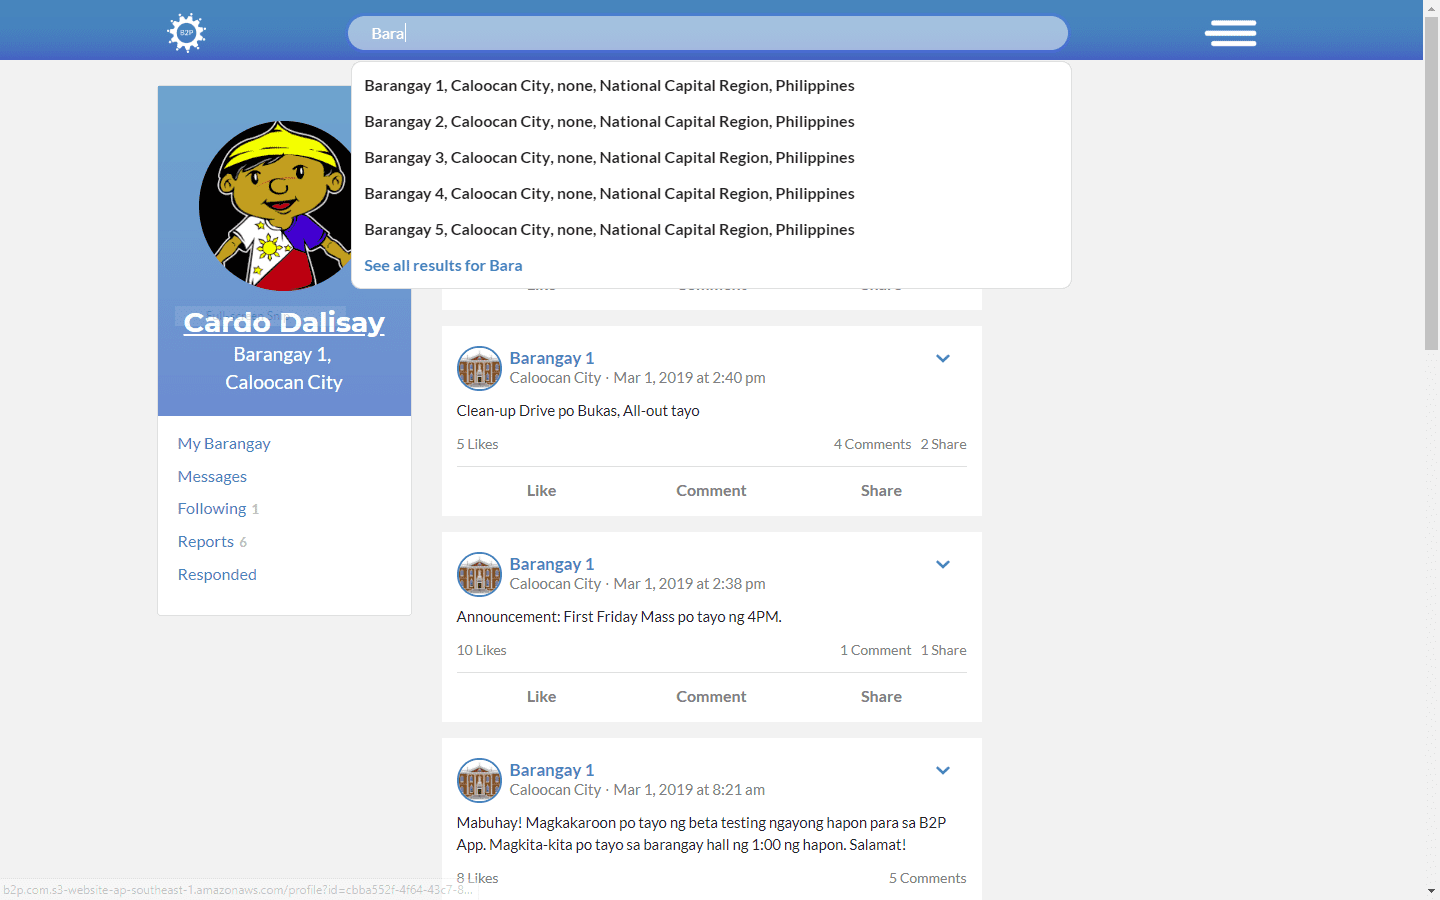 B2P
Bara
Barangay 1, Caloocan City, none, National Capital Region, Philippines
Barangay 2, Caloocan City, none, National Capital Region, Philippines
Barangay 3, Caloocan City, none, National Capital Region, Philippines
Barangay 4, Caloocan City, none, National Capital Region, Philippines
Barangay 5, Caloocan City, none, National Capital Region, Philippines
See all results for Bara
Cardo Dalisay
Barangay 1,
Caloocan City
My Barangay
Messages
Following 1
Reports 6
Responded
Like Comment Share
Barangay 1
Caloocan City · Mar 1, 2019 at 2:40 pm
Clean-up Drive po Bukas, All-out tayo
5 Likes 4 Comments 2 Share
Like Comment Share
Barangay 1
Caloocan City · Mar 1, 2019 at 2:38 pm
Announcement: First Friday Mass po tayo ng 4PM.
10 Likes 1 Comment 1 Share
Like Comment Share
Barangay 1
Caloocan City · Mar 1, 2019 at 8:21 am
Mabuhay! Magkakaroon po tayo ng beta testing ngayong hapon para sa B2P
App. Magkita-kita po tayo sa barangay hall ng 1:00 ng hapon. Salamat!
8 Likes 5 Comments
b2p.com.s3-website-ap-southeast-1.amazonaws.com/profile?id=cbba552f-4f64-43c7-8...